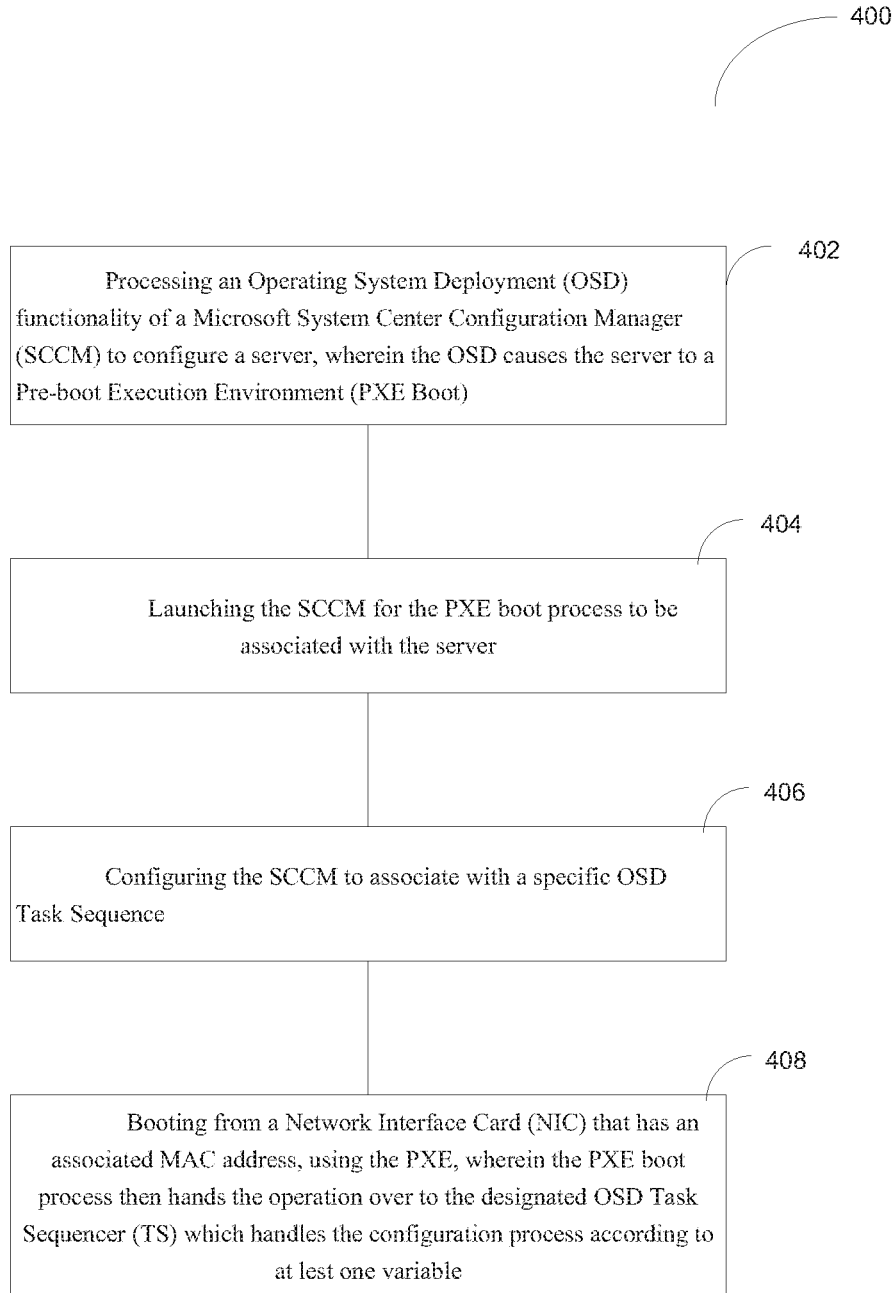 400
402
Processing an Operating System Deployment (OSD)
functionality of a Microsoft System Center Configuration Manager
(SCCM) to configure a server, wherein the OSD causes the server to a
Pre-boot Execution Environment (PXE Boot)
404
Launching the SCCM for the PXE boot process to be
associated with the server
406
Configuring the SCCM to associate with a specific OSD
Task Sequence
408
Booting from a Network Interface Card (NIC) that has an
associated MAC address, using the PXE, wherein the PXE boot
process then hands the operation over to the designated OSD Task
Sequencer (TS) which handles the configuration process according to
at lest one variable